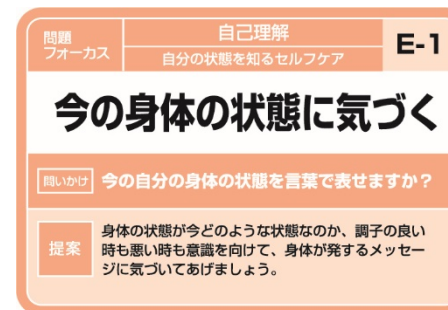 問題
フォーカス
自己理解
自分の状態を知るセルフケア
E-1
今の身体の状態に気づく
問いかけ 今の自分の身体の状態を言葉で表せますか？
提案
身体の状態が今どのような状態なのか、調子の良い
時も悪い時も意識を向けて、身体が発するメッセー
ジに気づいてあげましょう。